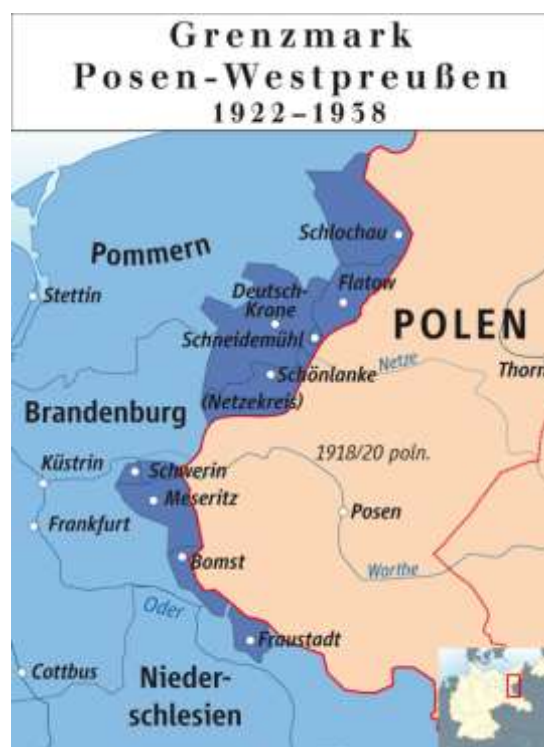 Grenzmark
Posen-Westpreußen
1922–1938
Schlochau
Pommern
Stettin
Deutsch-
Krone
Flatow
POLEN
Schneidemühl
Netze
Thorn
Schönlanke
(Netzekreis)
Brandenburg
1918/20 poln.
Küstrin
Schwerin
Meseritz
Posen
Frankfurt
Bomst
Warthe
Oder
Fraustadt
Cottbus
Nieder-
schlesien